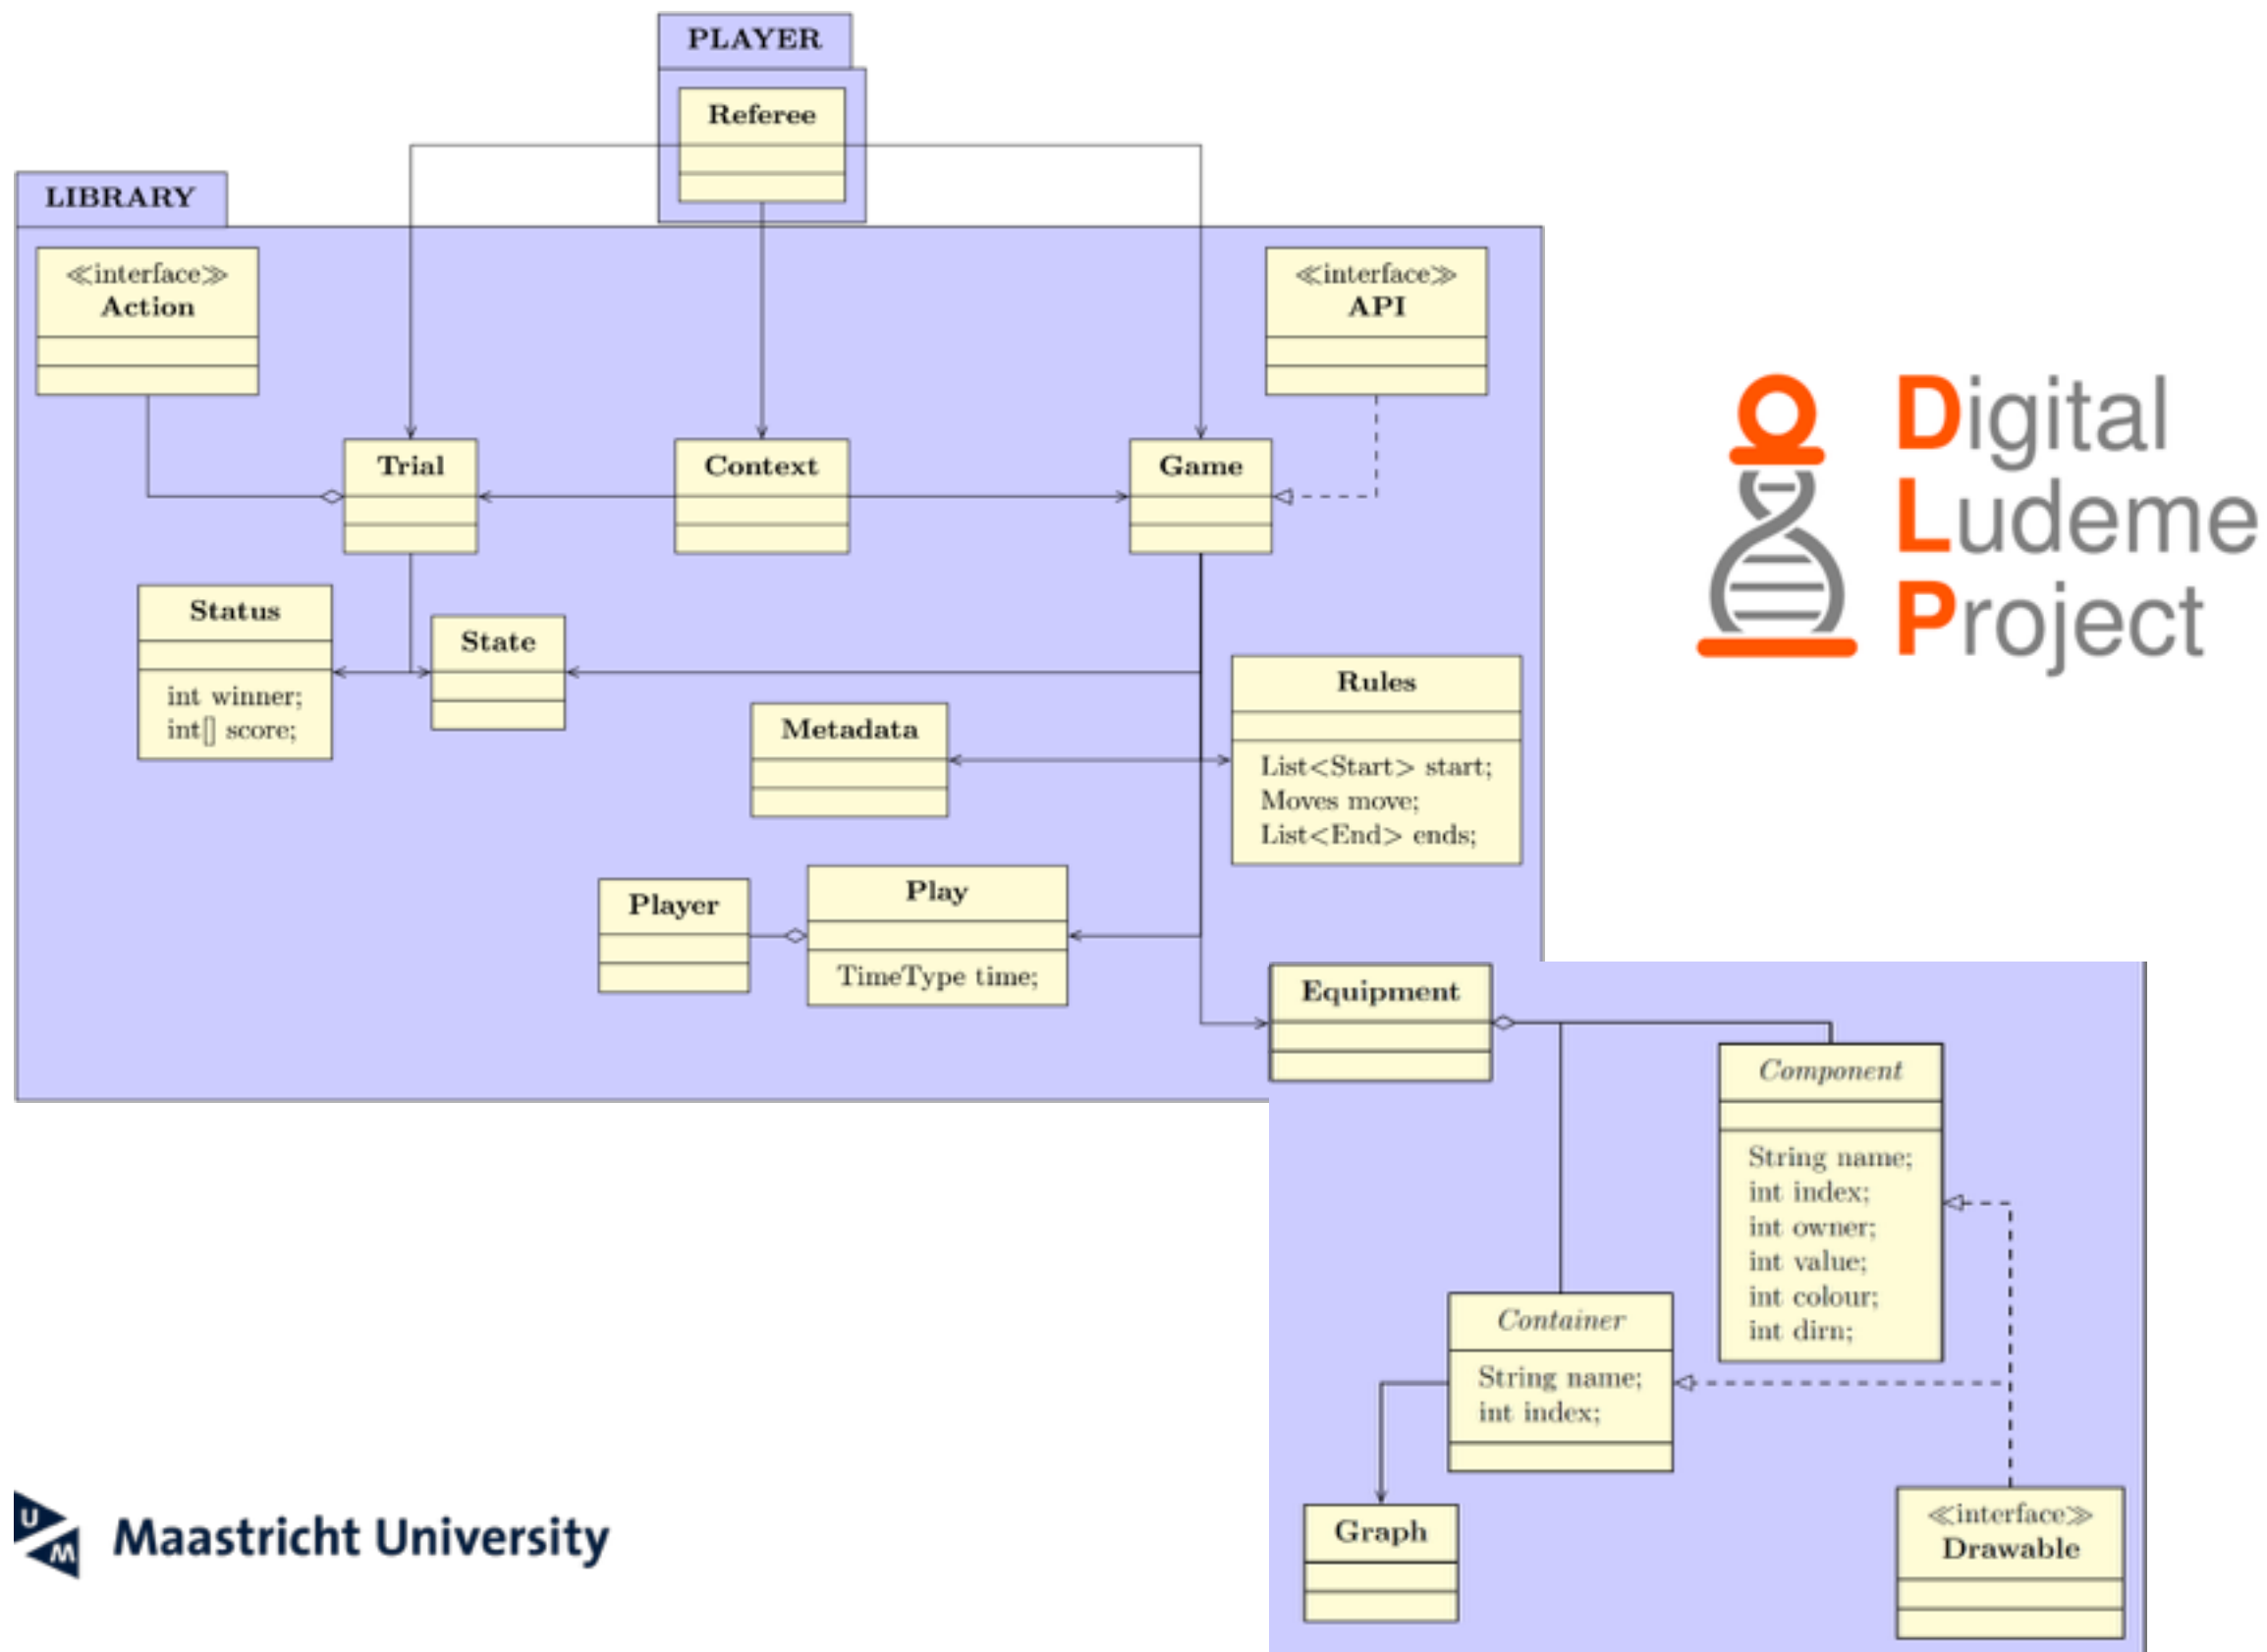 PLAYER
Referee
LIBRARY
≪interface≫
Action
≪interface≫
API
Trial
Context
Game
Status
int winner;
int[] score;
State
Metadata
Rules
List<Start> start;
Moves move;
List<End> ends;
Player
Play
TimeType time;
Equipment
Component
String name;
int index;
int owner;
int value;
int colour;
int dirn;
Container
String name;
int index;
Graph
≪interface≫
Drawable
Digital
Ludeme
Project
UM
Maastricht University